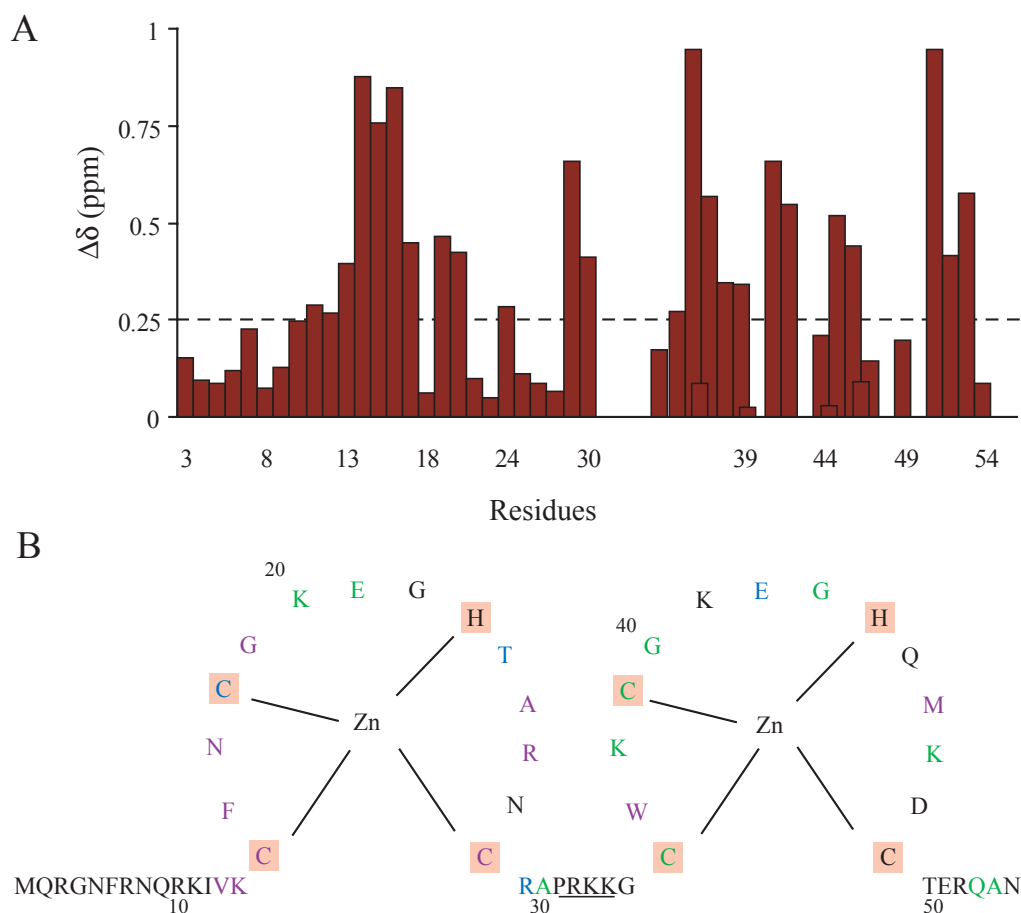 A
1
0.75
0.5
0.25
0
Δδ (ppm)
3 8 13 18 24 30 39 44 49 54
Residues
B
20
K E G
H
G
T
C
A
N
Zn
R
F
N
C
C
MQRGNFRNQRKIVK
10
RAPRKKG
30
K E G
H
40
G
Q
C
M
Zn
K
K
W
D
C
C
TERQAN
50